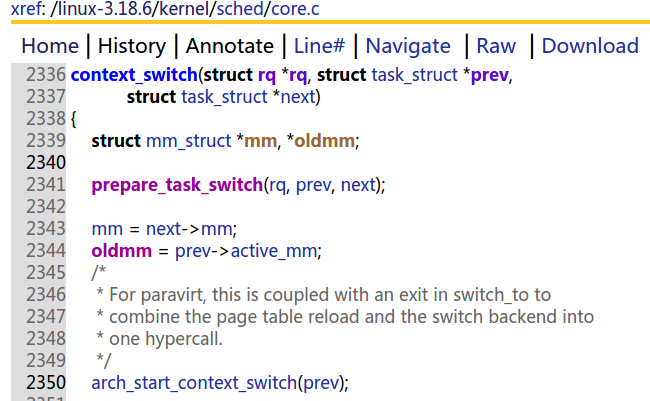 xref: /linux-3.18.6/kernel/sched/core.c
Home | History | Annotate | Line# | Navigate | Raw | Download
2336 context_switch(struct rq *rq, struct task_struct *prev,
2337 struct task_struct *next)
2338 {
2339 struct mm_struct *mm, *oldmm;
2340
2341 prepare_task_switch(rq, prev, next);
2342
2343 mm = next->mm;
2344 oldmm = prev->active_mm;
2345 /*
2346 * For paravirt, this is coupled with an exit in switch_to to
2347 * combine the page table reload and the switch backend into
2348 * one hypercall.
2349 */
2350 arch_start_context_switch(prev);